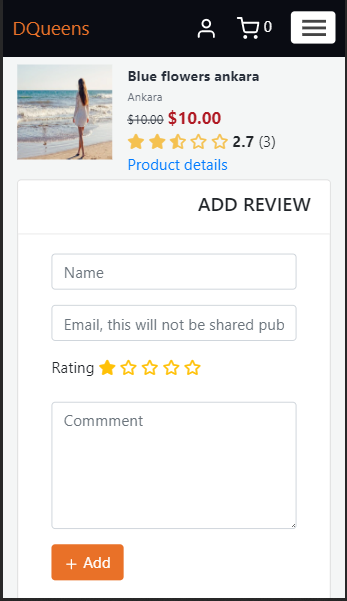 DQueens
0
Blue flowers ankara
Ankara
$10.00 $10.00
2.7 (3)
Product details
ADD REVIEW
Name
Email, this will not be shared pub
Rating
Commment
+ Add